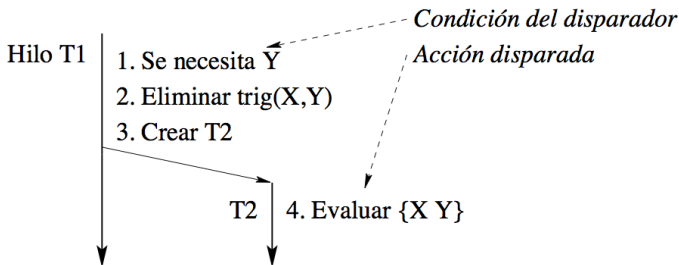 Condición del disparador
Hilo T1
1. Se necesita Y
Acción disparada
2. Eliminar trig(X,Y)
3. Crear T2
T2
4. Evaluar {X Y}